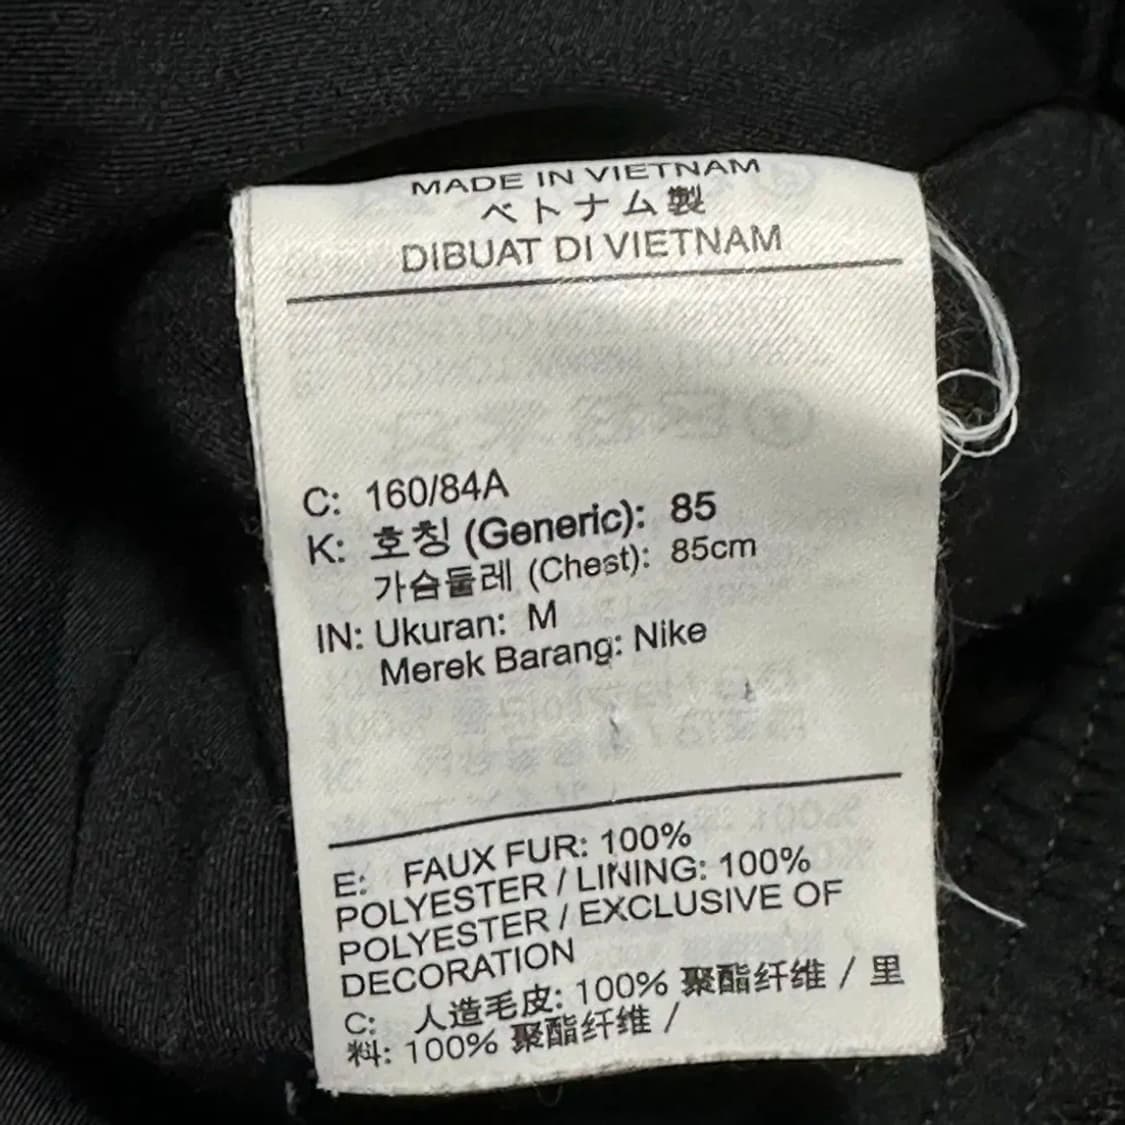 MADE IN VIETNAM
ベトナム製
DIBUAT DI VIETNAM
C: 160/84A
K: 호칭 (Generic): 85
가슴둘레 (Chest): 85cm
IN: Ukuran: M
Merek Barang: Nike
E: FAUX FUR: 100%
POLYESTER / LINING: 100%
POLYESTER / EXCLUSIVE OF
DECORATION
C: 人造毛皮: 100% 聚酯纤维 / 里
料: 100% 聚酯纤维 /